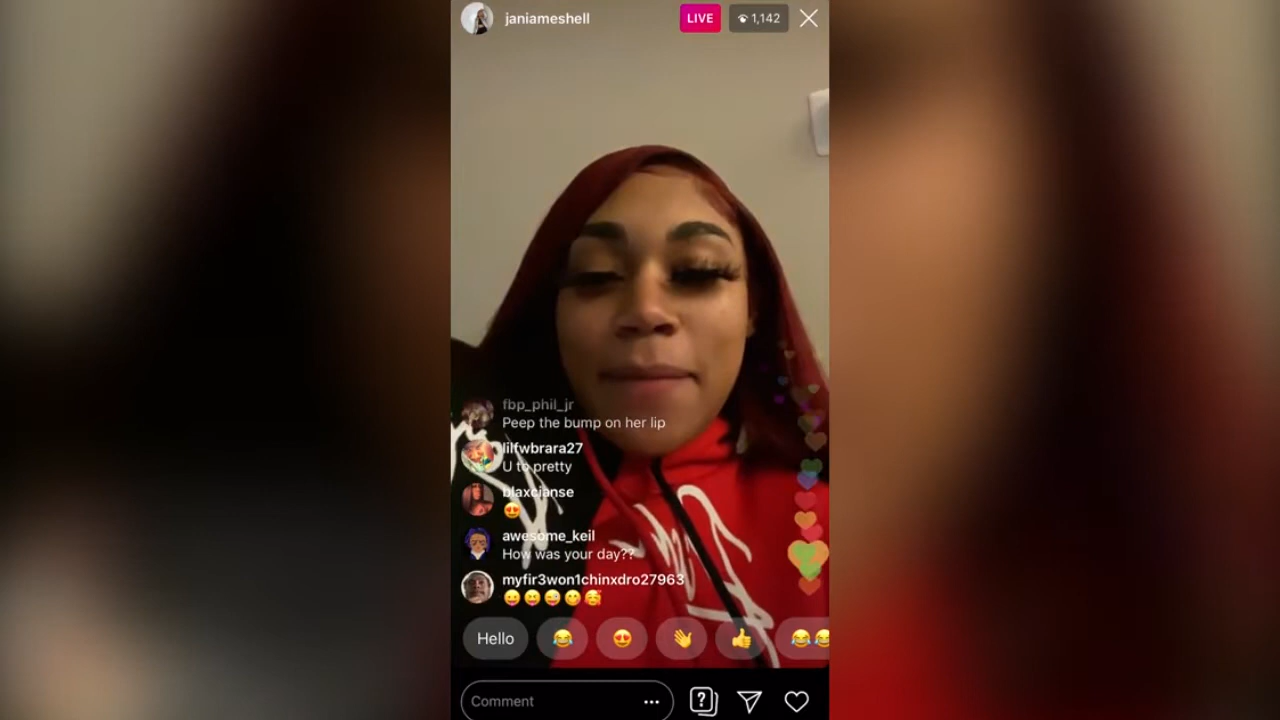 janiameshell
LIVE
1,142
fbp_phil_jr
Peep the bump on her lip
lilfwbrara27
U to pretty
blaxcianse
😍
awesome_keil
How was your day??
myfir3won1chinxdro27963
😛😝😜🙂🥰
Hello
😂
😍
👋
👍
😂😂
Comment